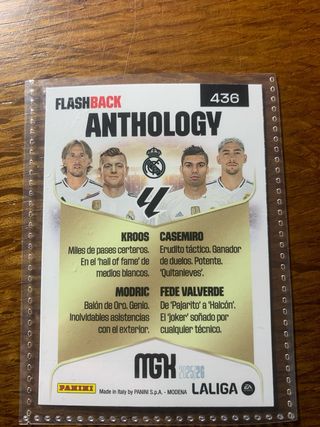 FLASHBACK
436
ANTHOLOGY
KROOS
Miles de pases certeros.
En el 'hall of fame' de
medios blancos.
CASEMIRO
Erudito táctico. Ganador
de duelos. Potente.
'Quitanieves'.
MODRIC
Balón de Oro. Genio.
Inolvidables asistencias
con el exterior.
FEDE VALVERDE
De 'Pajarito' a 'Halcón'.
El 'joker' soñado por
cualquier técnico.
MGK
PANINI
Made in Italy by PANINI S.p.A. - MODENA
LALIGA
EA